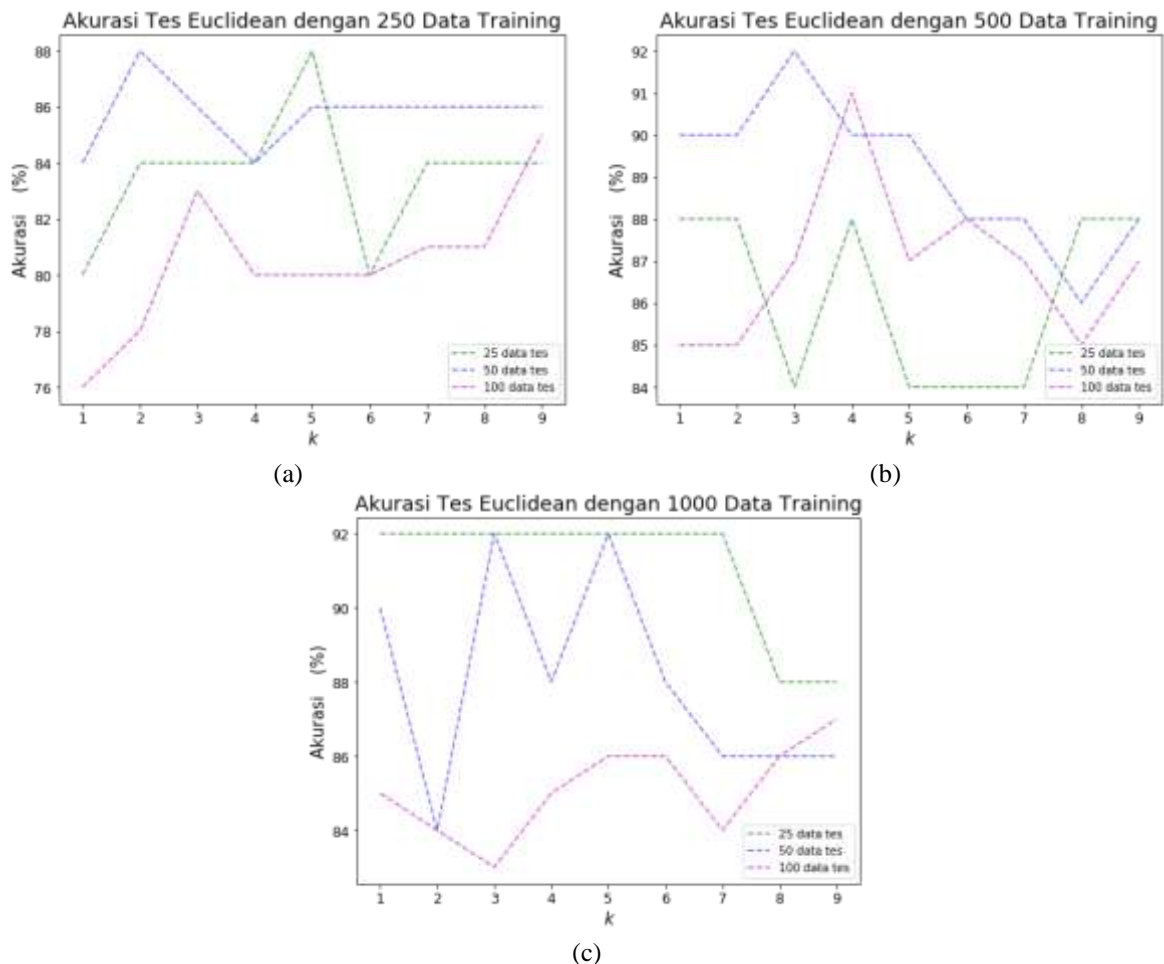 Akurasi Tes Euclidean dengan 250 Data Training
Akurasi (%)
88
86
84
82
80
78
76
1 2 3 4 5 6 7 8 9
k
25 data tes
50 data tes
100 data tes
(a)
Akurasi Tes Euclidean dengan 500 Data Training
Akurasi (%)
92
91
90
89
88
87
86
85
84
1 2 3 4 5 6 7 8 9
k
25 data tes
50 data tes
100 data tes
(b)
Akurasi Tes Euclidean dengan 1000 Data Training
Akurasi (%)
92
90
88
86
84
1 2 3 4 5 6 7 8 9
k
25 data tes
50 data tes
100 data tes
(c)